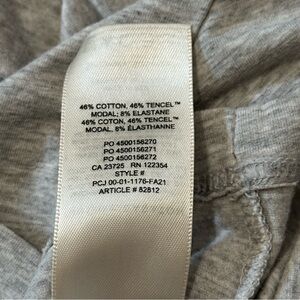 46% COTTON, 46% TENCEL™
MODAL; 8% ELASTANE
46% COTON, 46% TENCEL™
MODAL, 8% ÉLASTHANNE
PO 4500156270
PO 4500156271
PO 4500156272
CA 23725 RN 122354
STYLE #
PCJ 00-01-1176-FA21
ARTICLE # 82812